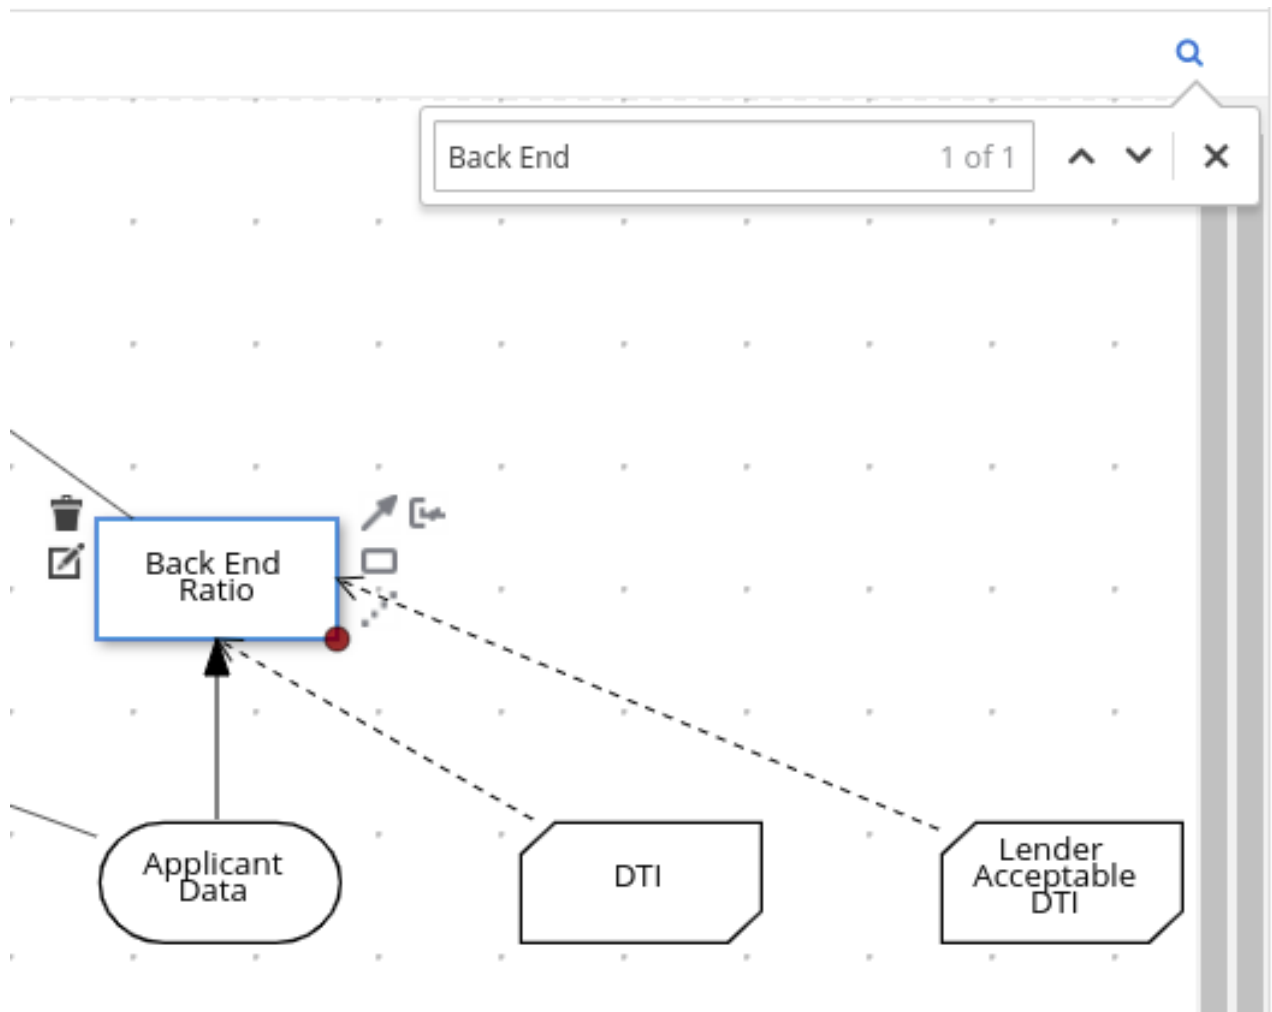 Back End 1 of 1
Back End
Ratio
Applicant
Data
DTI
Lender
Acceptable
DTI